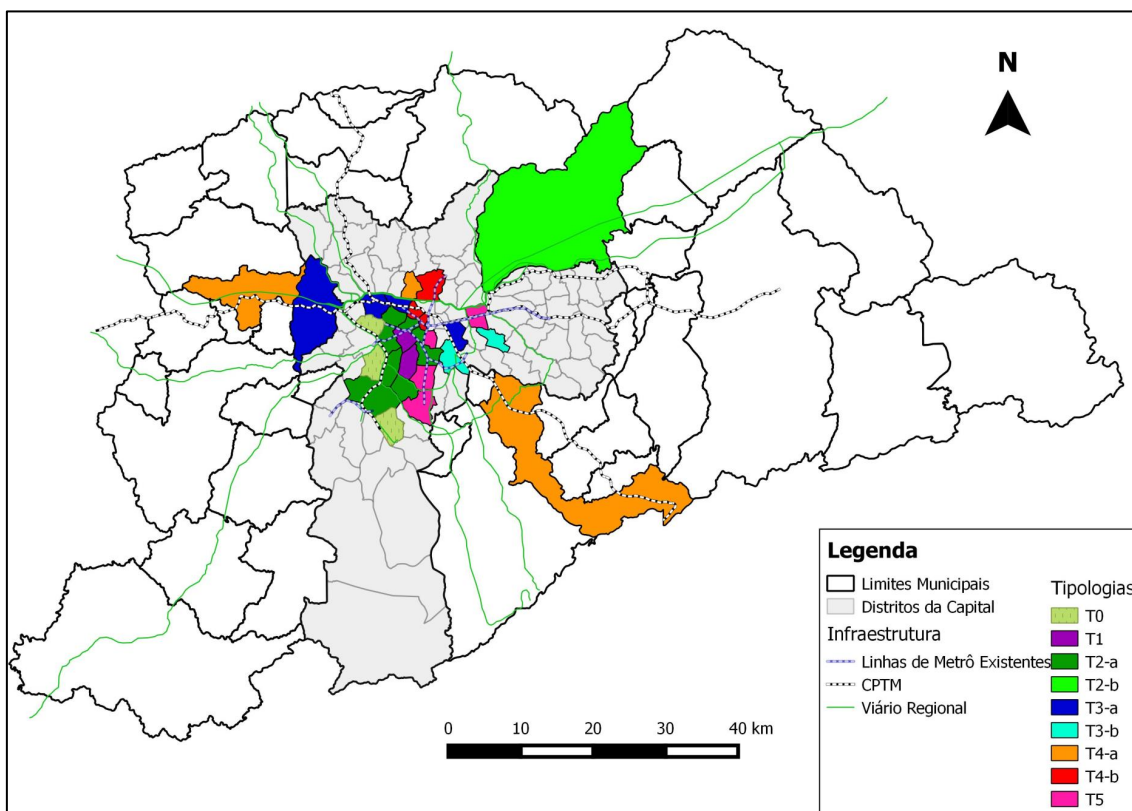 N
0 10 20 30 40 km
Legenda
Limites Municipais
Distritos da Capital
Infraestrutura
Linhas de Metrô Existentes
CPTM
Viário Regional
Tipologias
T0
T1
T2-a
T2-b
T3-a
T3-b
T4-a
T4-b
T5